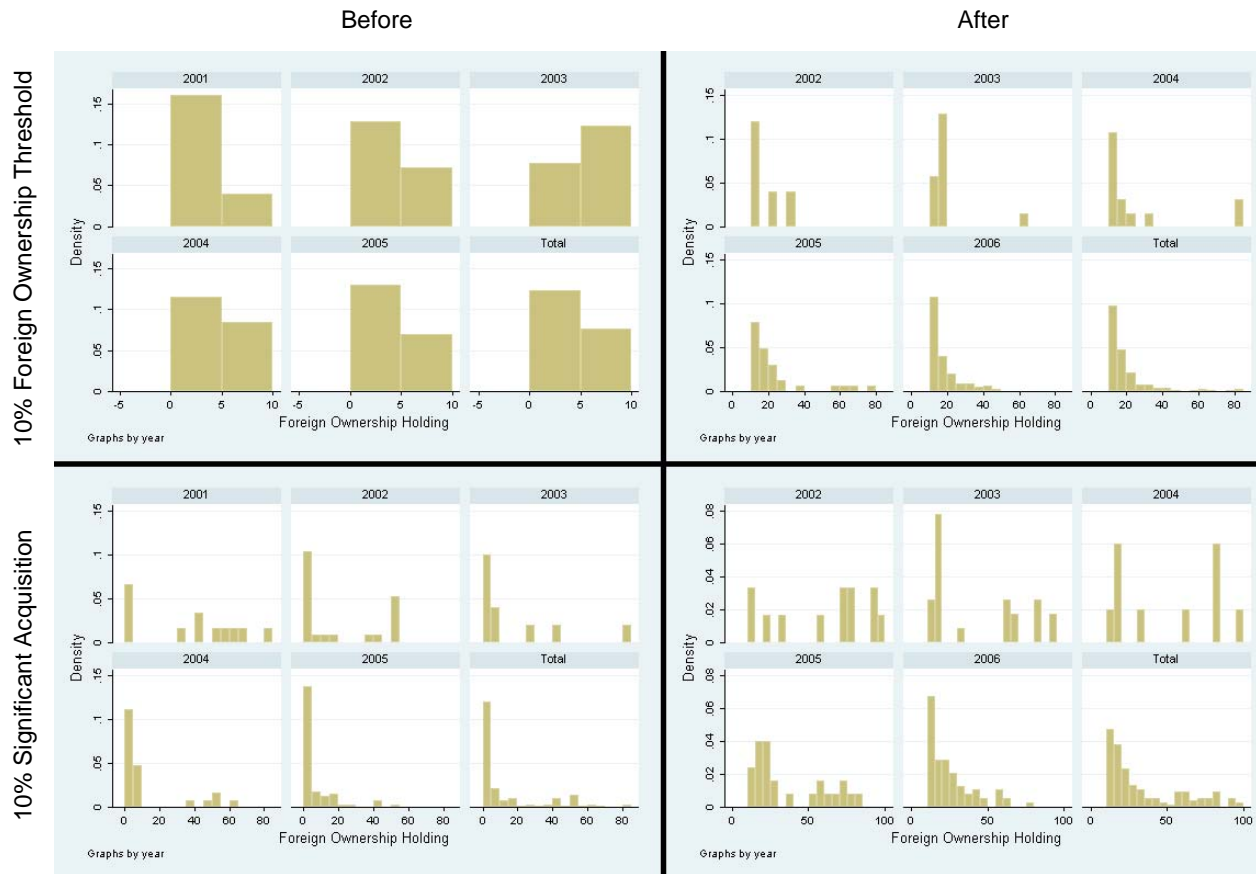 Before
After
10% Foreign Ownership Threshold
2001
2002
2003
.15
.1
.05
0
2004
2005
Total
.15
.1
.05
0
-5 0 5 10
-5 0 5 10
-5 0 5 10
Density
Foreign Ownership Holding
Graphs by year
2002
2003
2004
.15
.1
.05
0
2005
2006
Total
.15
.1
.05
0
0 20 40 60 80
0 20 40 60 80
0 20 40 60 80
Density
Foreign Ownership Holding
Graphs by year
10% Significant Acquisition
2001
2002
2003
.15
.1
.05
0
2004
2005
Total
.15
.1
.05
0
0 20 40 60 80
0 20 40 60 80
0 20 40 60 80
Density
Foreign Ownership Holding
Graphs by year
2002
2003
2004
.08
.06
.04
.02
0
2005
2006
Total
.08
.06
.04
.02
0
0 50 100
0 50 100
0 50 100
Density
Foreign Ownership Holding
Graphs by year